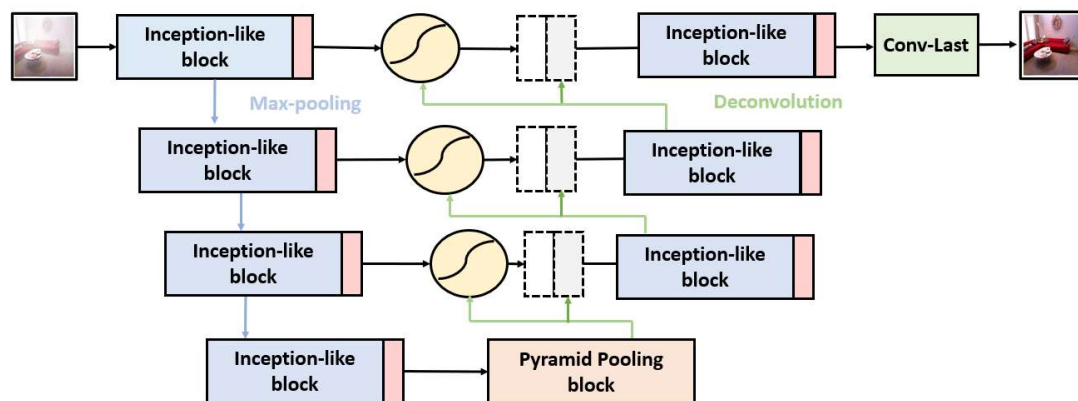 Inception-like
block
Inception-like
block
Conv-Last
Max-pooling
Deconvolution
Inception-like
block
Inception-like
block
Inception-like
block
Inception-like
block
Inception-like
block
Pyramid Pooling
block